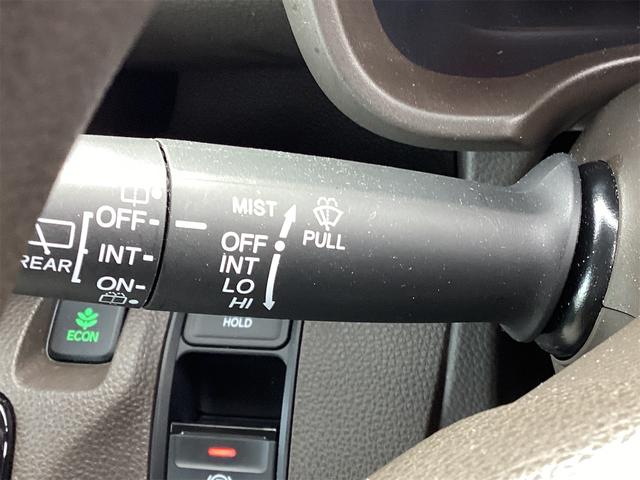 MIST
PULL
OFF
INT
LO
HI
OFF
INT
ON
REAR
ECON
HOLD